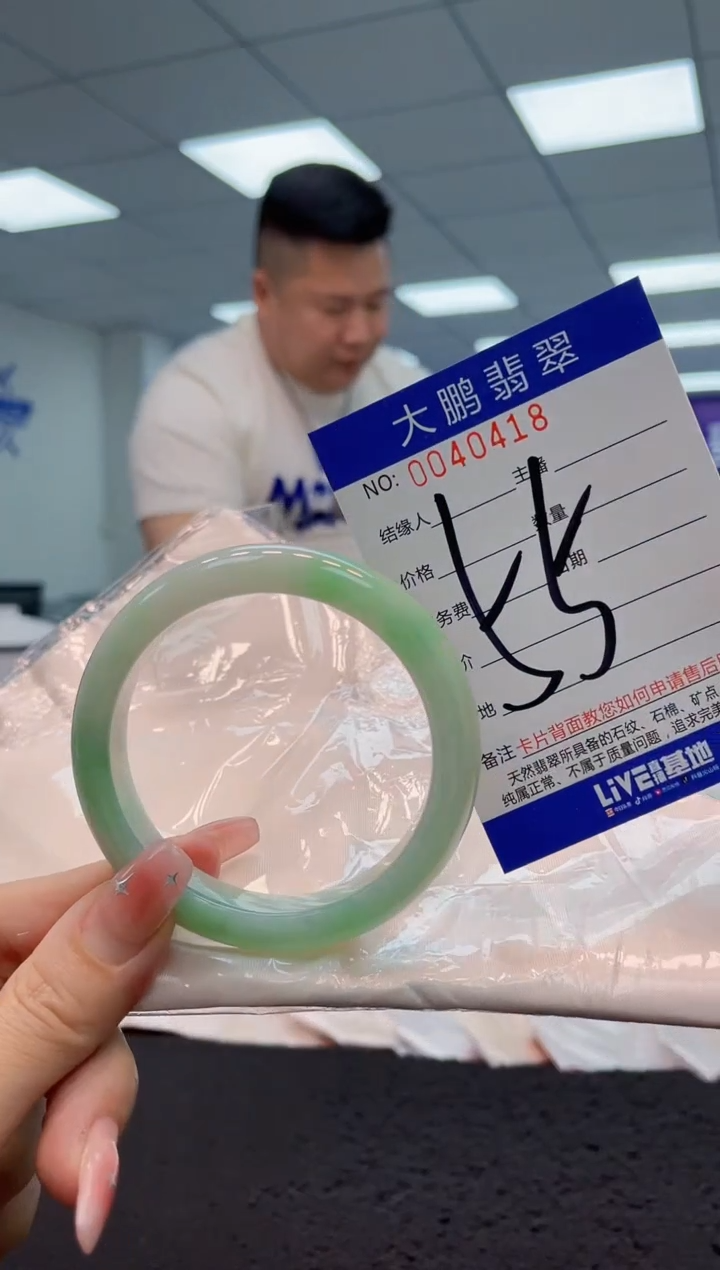 大鹏翡翠
NO: 0040418
结缘人 主播
价格 数量
务费 日期
价
地
备注 卡片背面教您如何申请售后
天然翡翠所具备的石纹、石棉、矿点
纯属正常、不属于质量问题，追求完美
LiVE 基地